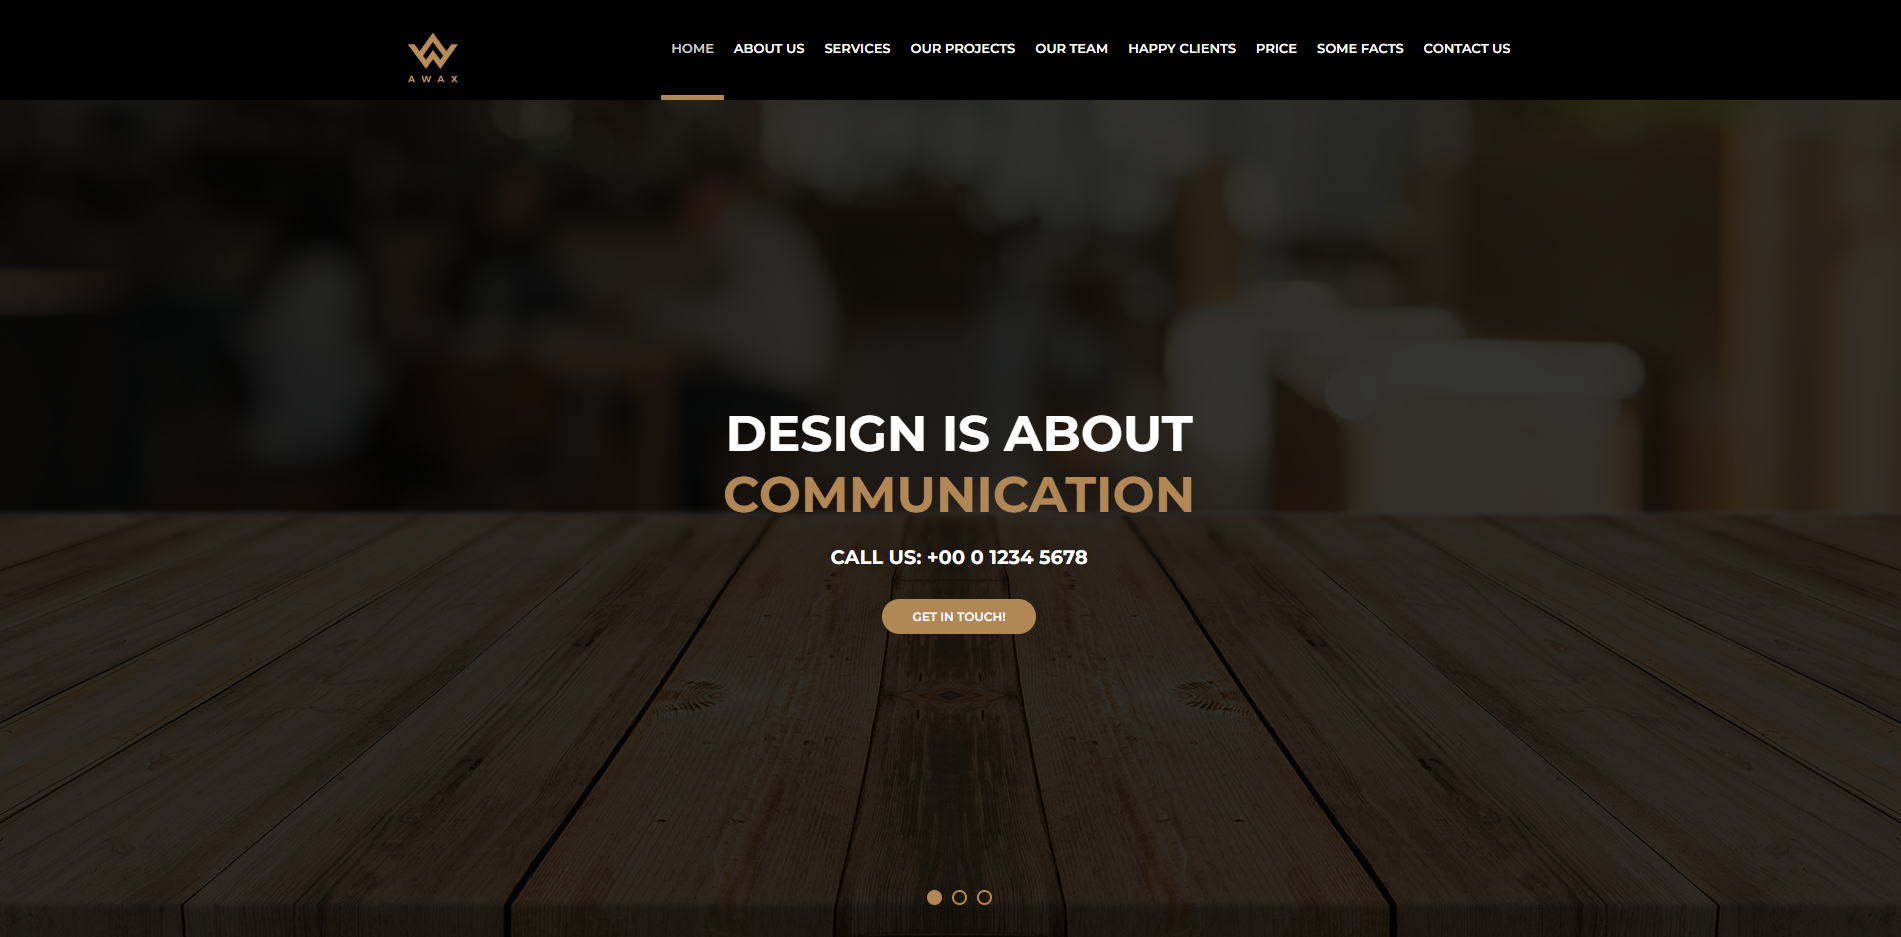 AWAX
HOME ABOUT US SERVICES OUR PROJECTS OUR TEAM HAPPY CLIENTS PRICE SOME FACTS CONTACT US
DESIGN IS ABOUT
COMMUNICATION
CALL US: +00 0 1234 5678
GET IN TOUCH!